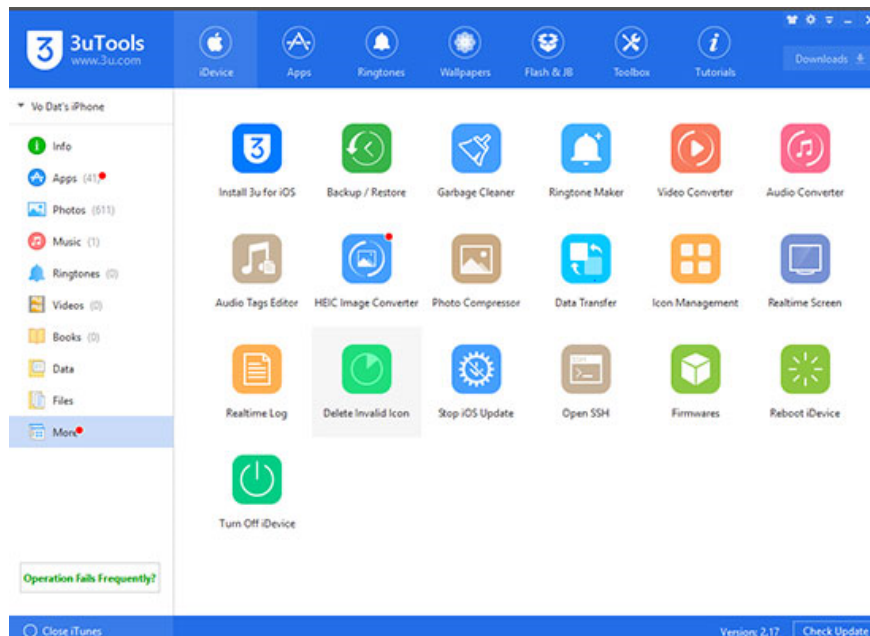 3 3uTools
www.3u.com
iDevice
Apps
Ringtones
Wallpapers
Flash & JB
Toolbox
Tutorials
Downloads
Vo Dat's iPhone
Info
Apps (41)
Photos (611)
Music (1)
Ringtones (0)
Videos (0)
Books (0)
Data
Files
More
Install 3u for iOS
Backup / Restore
Garbage Cleaner
Ringtone Maker
Video Converter
Audio Converter
Audio Tags Editor
HEIC Image Converter
Photo Compressor
Data Transfer
Icon Management
Realtime Screen
Realtime Log
Delete Invalid Icon
Stop iOS Update
Open SSH
Firmwares
Reboot iDevice
Turn Off iDevice
Operation Fails Frequently?
Close iTunes
Version: 2.17
Check Update